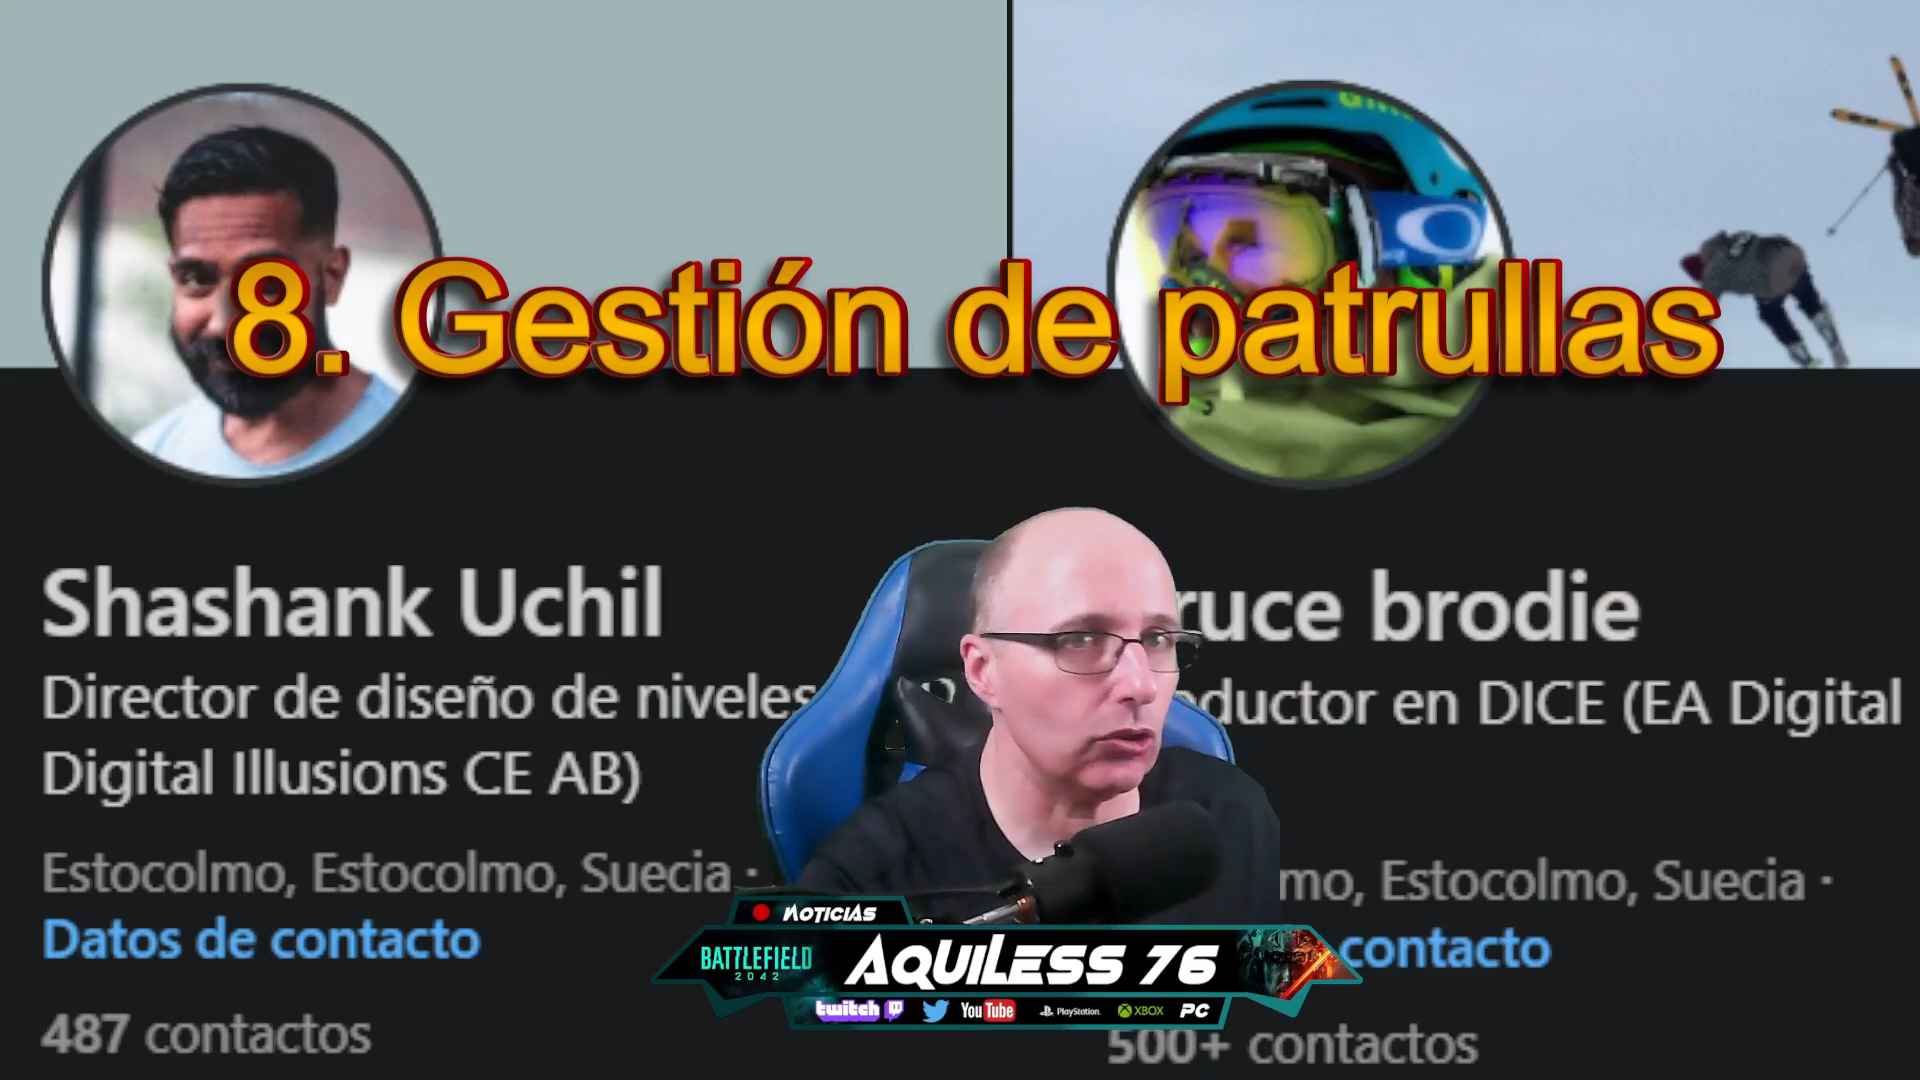 8. Gestión de patrullas
Shashank Uchil
Director de diseño de niveles
Digital Illusions CE AB)
Estocolmo, Estocolmo, Suecia ·
Datos de contacto
487 contactos
ruce brodie
oductor en DICE (EA Digital
mo, Estocolmo, Suecia ·
contacto
500+ contactos
NOTICIAS
BATTLEFIELD
2042
AQUILESS 76
twitch
YouTube
PlayStation.
XBOX
PC